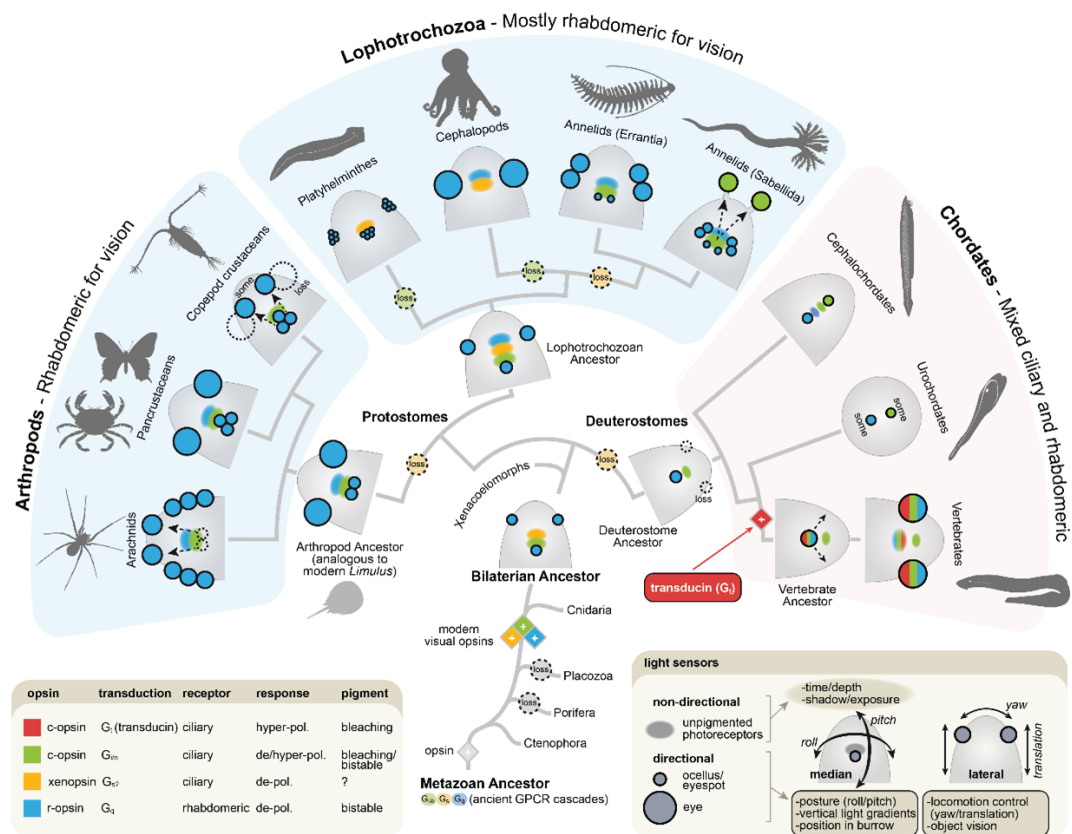 Lophotrochozoa - Mostly rhabdomeric for vision
Cephalopods
Annelids (Errantia)
Platyhelminthes
Annelids (Sabellida)
Arthropods - Rhabdomeric for vision
Copepod crustaceans
some
loss
Pancrustaceans
Arachnids
Chordates - Mixed ciliary and rhabdomeric
Cephalochordates
Urochordates
some
some
Vertebrates
loss
loss
loss
Lophotrochozoan
Ancestor
Protostomes
Deuterostomes
loss
loss
Xenacoelomorphs
loss
Deuterostome
Ancestor
Arthropod Ancestor
(analogous to
modern Limulus)
Bilaterian Ancestor
transducin (Gt)
Vertebrate
Ancestor
Cnidaria
modern
visual opsins
loss
Placozoa
loss
Porifera
opsin
Ctenophora
Metazoan Ancestor
Gi/o Gs Gq (ancient GPCR cascades)
opsin transduction receptor response pigment
c-opsin Gt (transducin) ciliary hyper-pol. bleaching
c-opsin Gi/o ciliary de/hyper-pol. bleaching/
bistable
xenopsin Gs? ciliary de-pol. ?
r-opsin Gq rhabdomeric de-pol. bistable
light sensors
non-directional
unpigmented
photoreceptors
directional
ocellus/
eyespot
eye
-time/depth
-shadow/exposure
pitch
roll
median
yaw
translation
lateral
-posture (roll/pitch)
-vertical light gradients
-position in burrow
-locomotion control
(yaw/translation)
-object vision